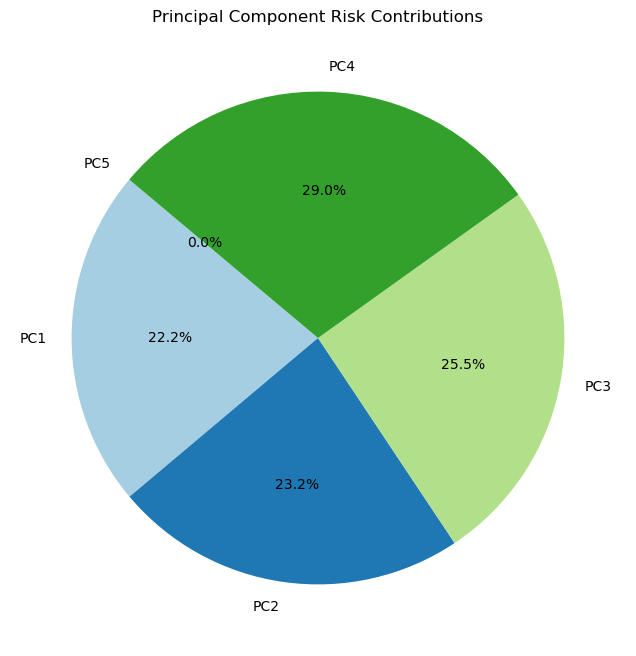 Principal Component Risk Contributions
PC4
PC5
29.0%
0.0%
PC1
22.2%
25.5%
PC3
23.2%
PC2